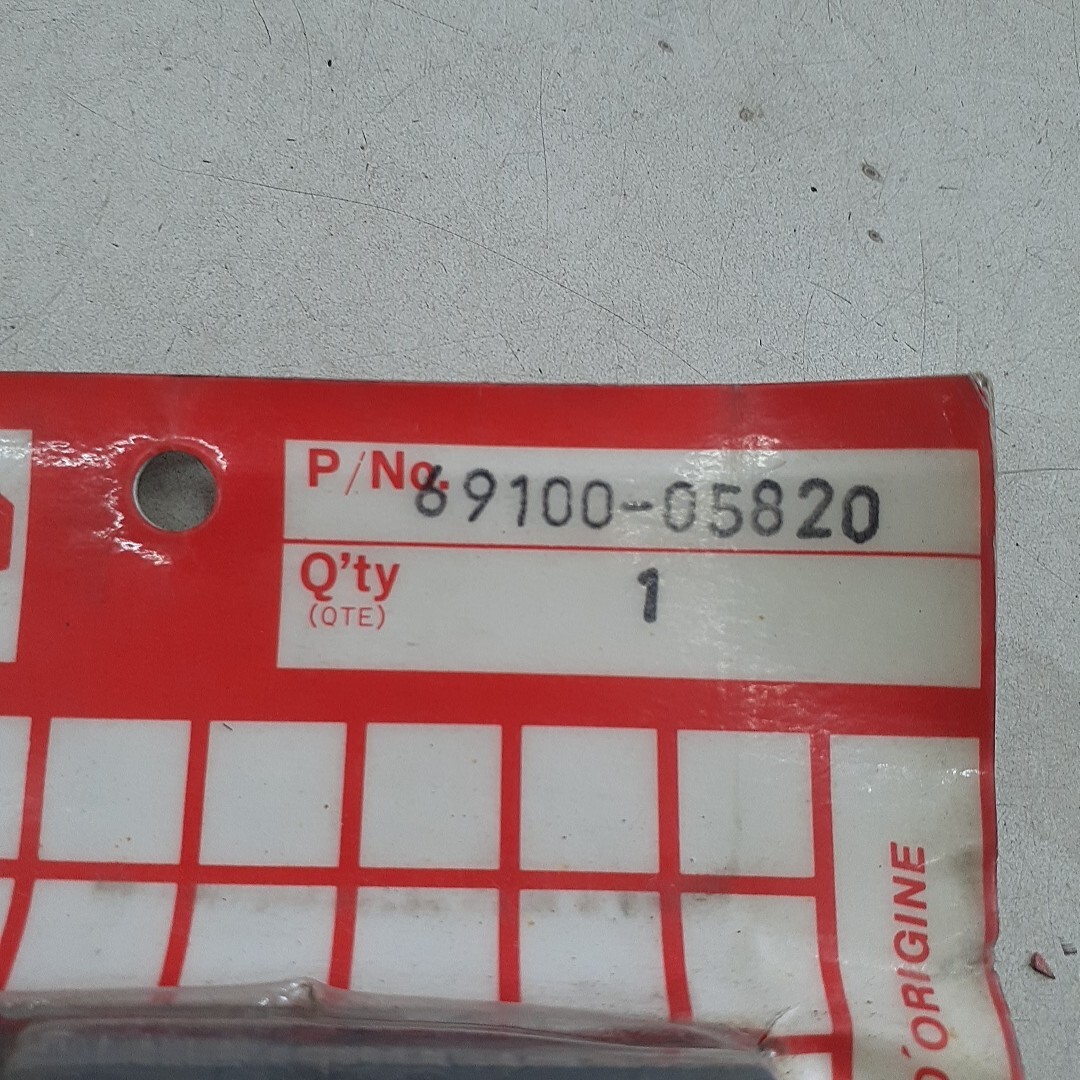 P/No. 69100-05820
Q'ty 1
(QTE)
D'ORIGINE